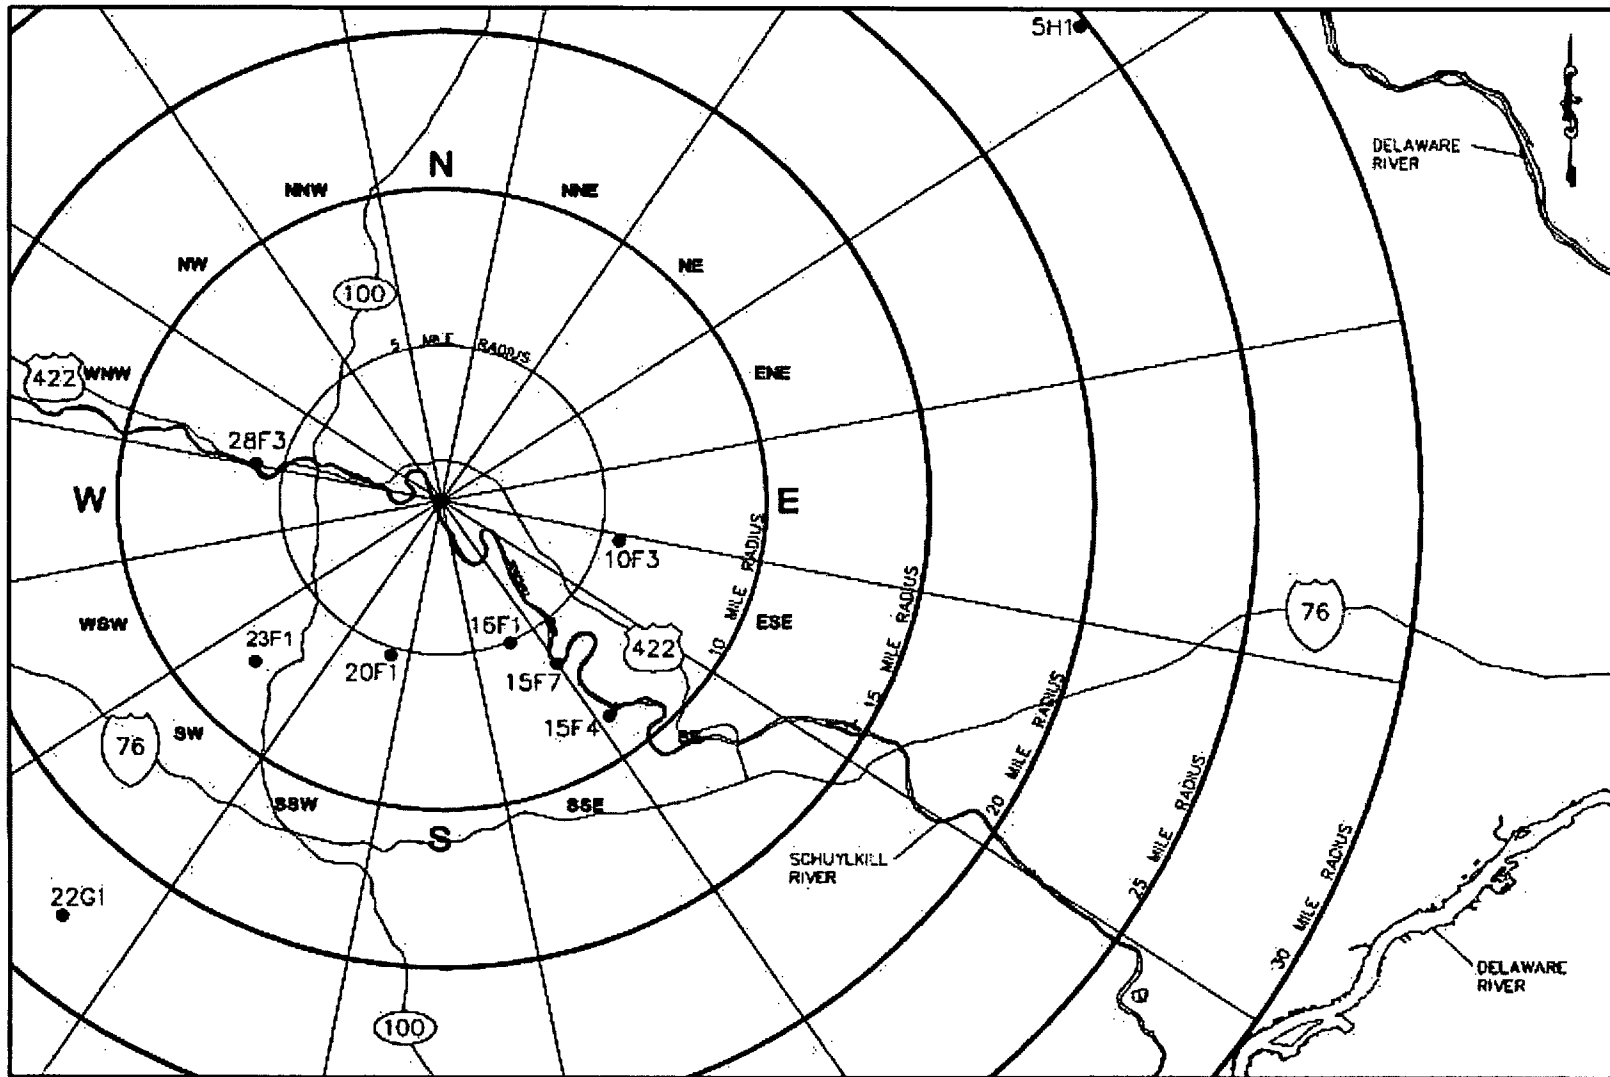 5H1
DELAWARE
RIVER
N
NNW
NNE
NW
NE
100
5 MILE RADIUS
422
WNW
ENE
28F3
W
E
10F3
10 MILE RADIUS
15 MILE RADIUS
20 MILE RADIUS
25 MILE RADIUS
30 MILE RADIUS
76
WSW
ESE
23F1
20F1
16F1
422
15F7
15F4
76
SW
SE
SSW
SSE
S
SCHUYLKILL
RIVER
22G1
DELAWARE
RIVER
100